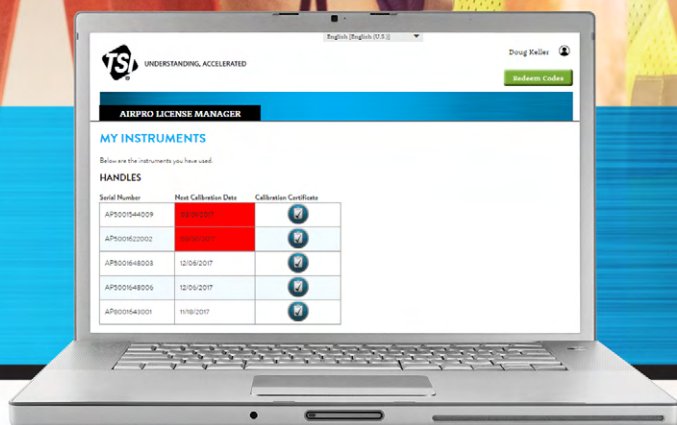 English [English (U.S.)]
Doug Keller
TSI UNDERSTANDING, ACCELERATED
Redeem Codes
AIRPRO LICENSE MANAGER
MY INSTRUMENTS
Below are the instruments you have used.
HANDLES
Serial Number Next Calibration Date Calibration Certificate
AP5001544009
AP5001622002
AP5001648003 12/06/2017
AP5001648006 12/06/2017
AP8001643001 11/18/2017